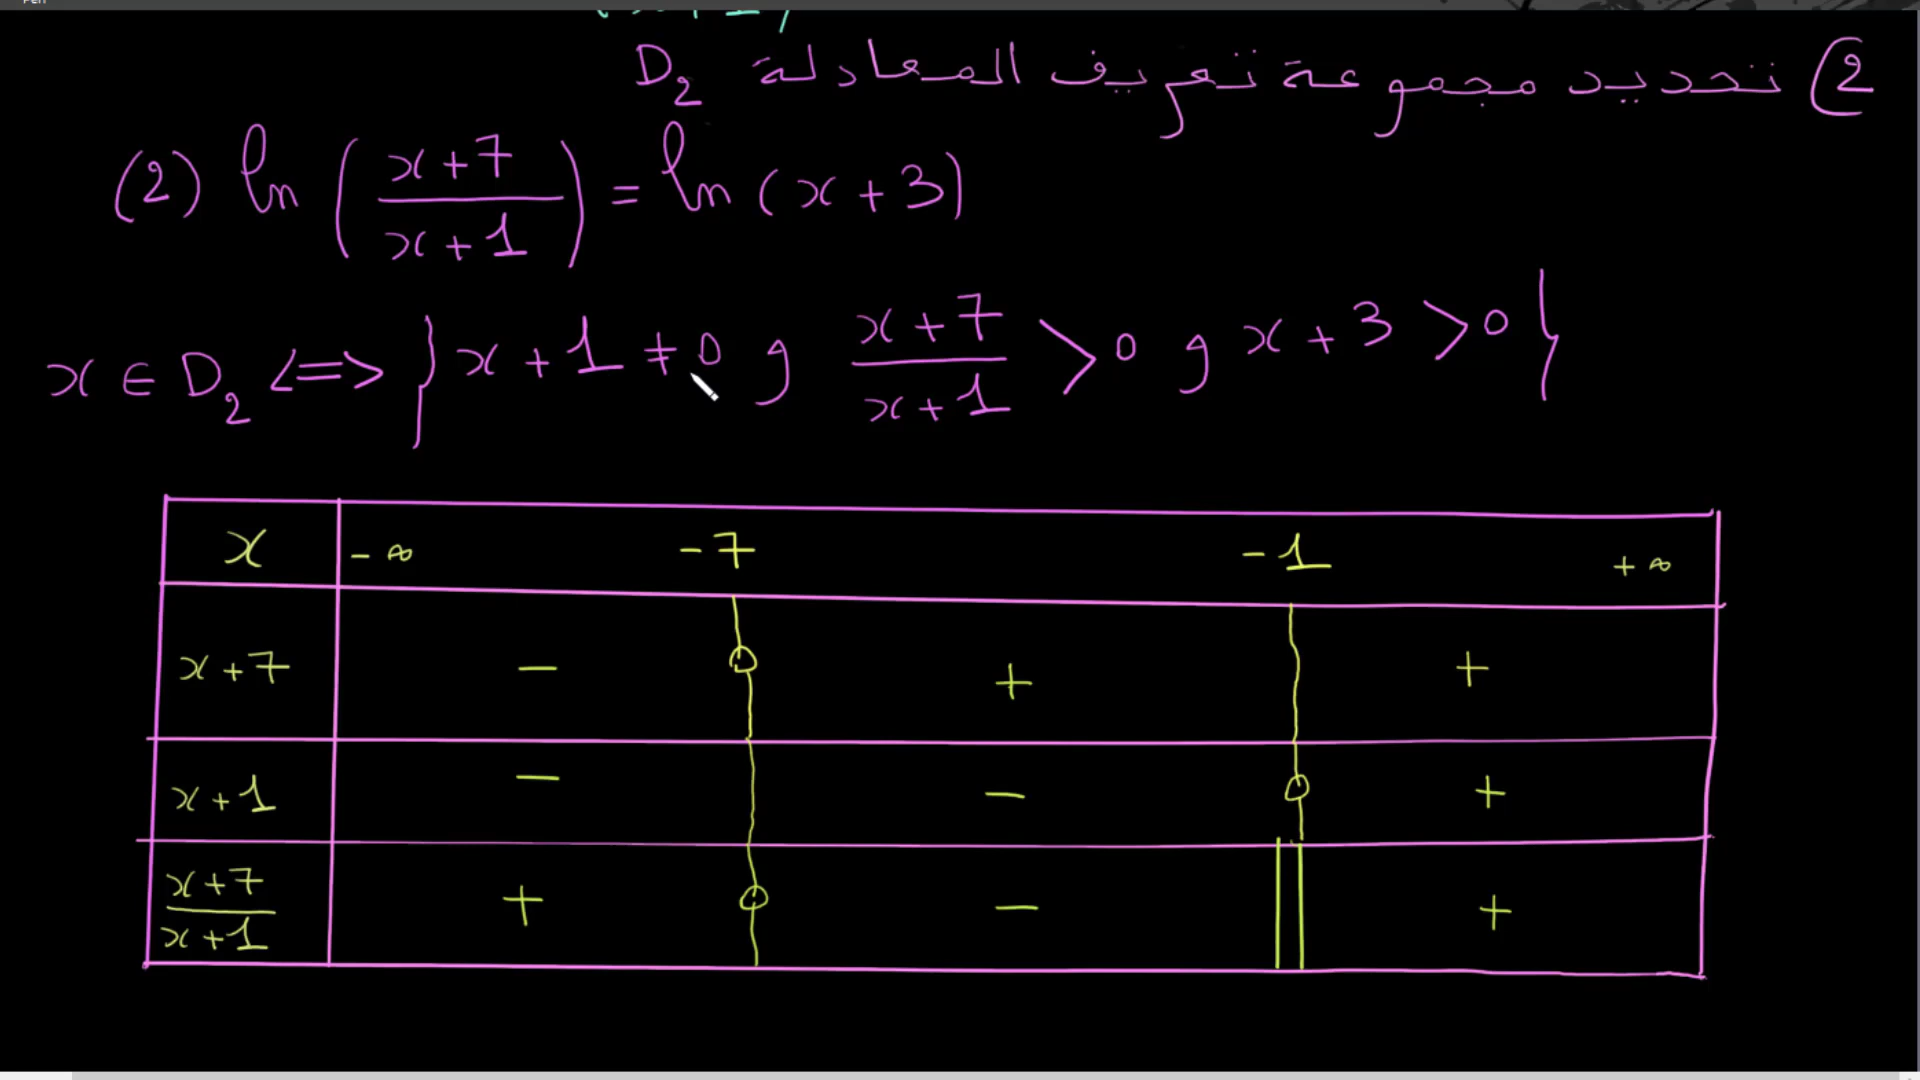 2) تحديد مجموعة تعريف المعادلة D₂
(2) ln((x+7)/(x+1)) = ln(x+3)
x ∈ D₂ <=> } x+1 ≠ 0 و (x+7)/(x+1) > 0 و x+3 > 0 {
x -∞ -7 -1 +∞
x+7 - 0 + +
x+1 - - 0 +
(x+7)/(x+1) + 0 - || +